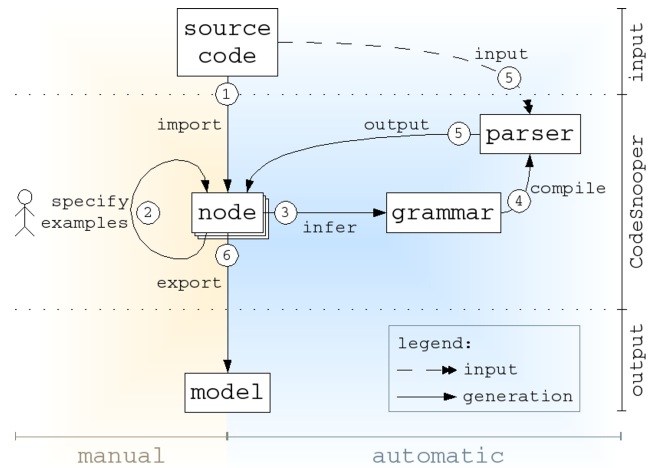 source
code
input
5
input
1
import
output
5
parser
specify
examples
2
node
3
infer
grammar
4
compile
CodeSnooper
6
export
output
legend:
input
generation
model
manual
automatic